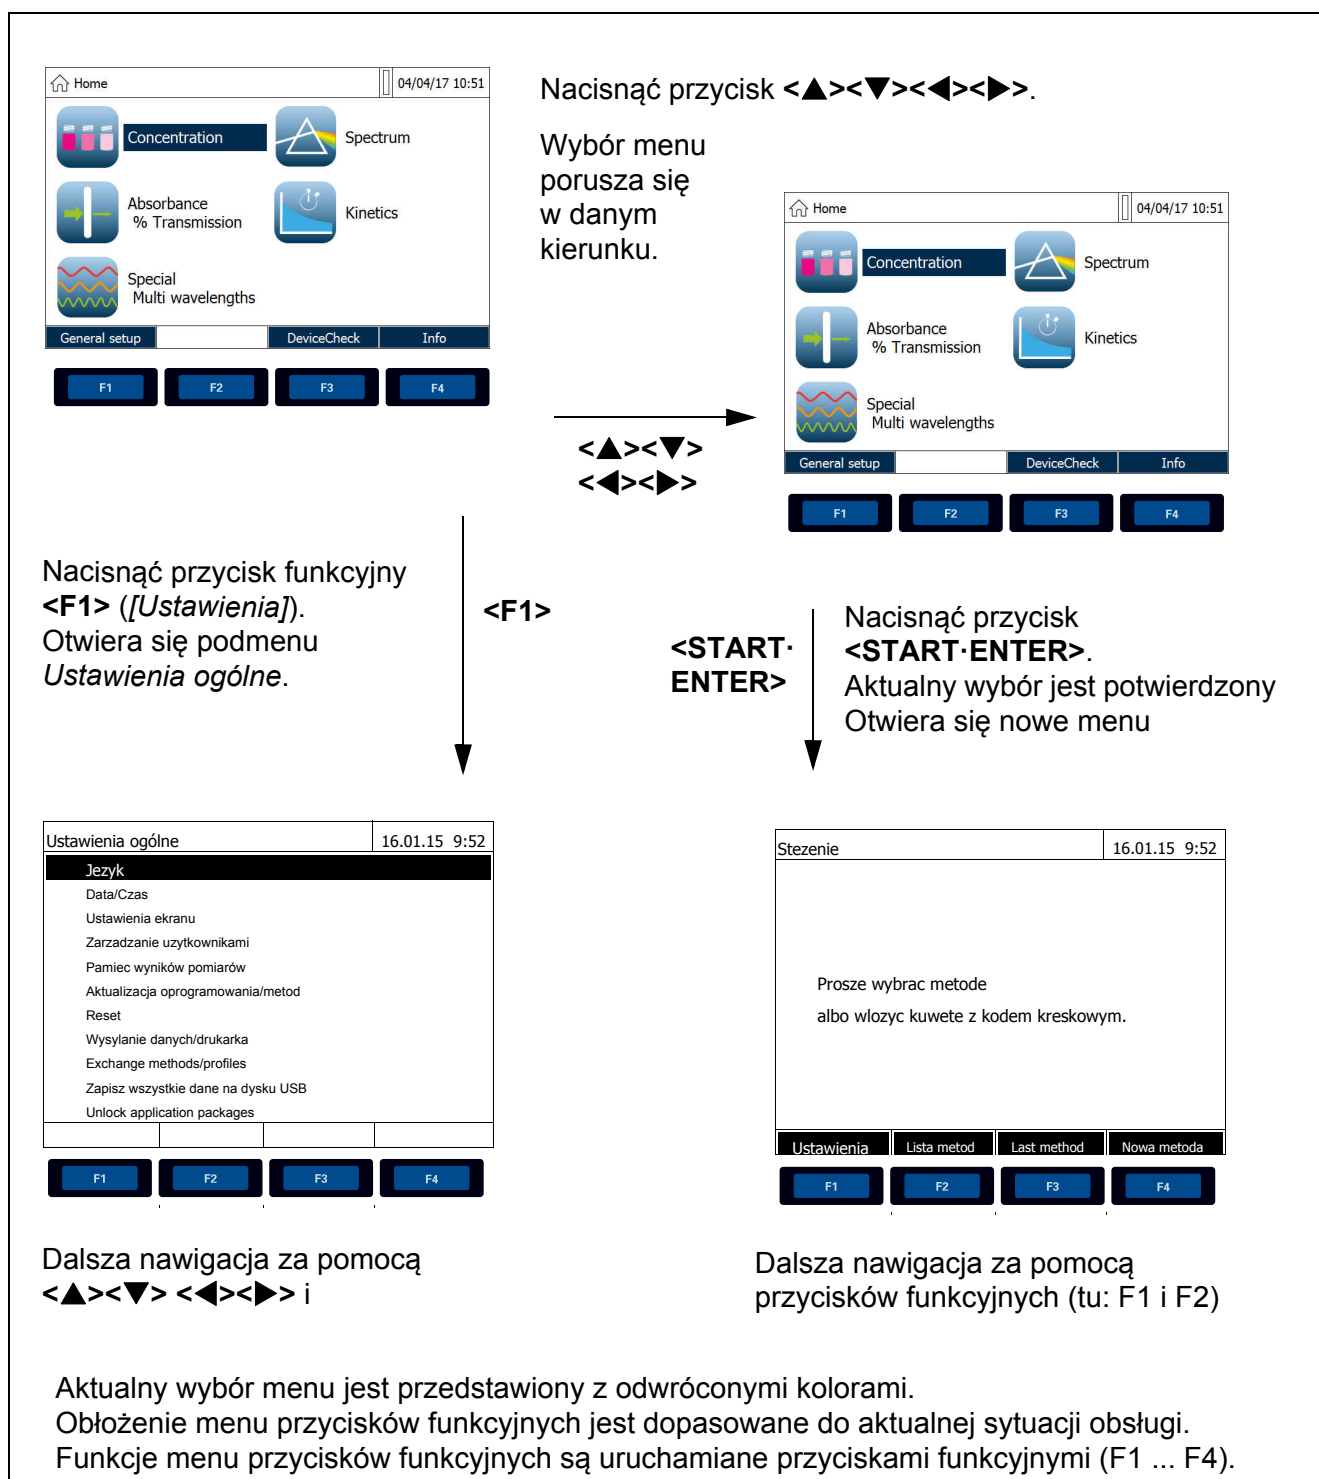 Home 04/04/17 10:51
Concentration Spectrum
Absorbance
% Transmission
Kinetics
Special
Multi wavelengths
General setup DeviceCheck Info
F1 F2 F3 F4
Nacisnąć przycisk <▲><▼><◀><▶>.
Wybór menu
porusza się
w danym
kierunku.
Home 04/04/17 10:51
Concentration Spectrum
Absorbance
% Transmission
Kinetics
Special
Multi wavelengths
General setup DeviceCheck Info
F1 F2 F3 F4
<▲><▼>
<◀><▶>
Nacisnąć przycisk funkcyjny
<F1> ([Ustawienia]).
Otwiera się podmenu
Ustawienia ogólne.
<F1>
<START·
ENTER>
Nacisnąć przycisk
<START·ENTER>.
Aktualny wybór jest potwierdzony
Otwiera się nowe menu
Ustawienia ogólne 16.01.15 9:52
Jezyk
Data/Czas
Ustawienia ekranu
Zarzadzanie uzytkownikami
Pamiec wyników pomiarów
Aktualizacja oprogramowania/metod
Reset
Wysylanie danych/drukarka
Exchange methods/profiles
Zapisz wszystkie dane na dysku USB
Unlock application packages
F1 F2 F3 F4
Stezenie 16.01.15 9:52
Prosze wybrac metode
albo wlozyc kuwete z kodem kreskowym.
Ustawienia Lista metod Last method Nowa metoda
F1 F2 F3 F4
Dalsza nawigacja za pomocą
<▲><▼> <◀><▶> i
Dalsza nawigacja za pomocą
przycisków funkcyjnych (tu: F1 i F2)
Aktualny wybór menu jest przedstawiony z odwróconymi kolorami.
Obłożenie menu przycisków funkcyjnych jest dopasowane do aktualnej sytuacji obsługi.
Funkcje menu przycisków funkcyjnych są uruchamiane przyciskami funkcyjnymi (F1 ... F4).